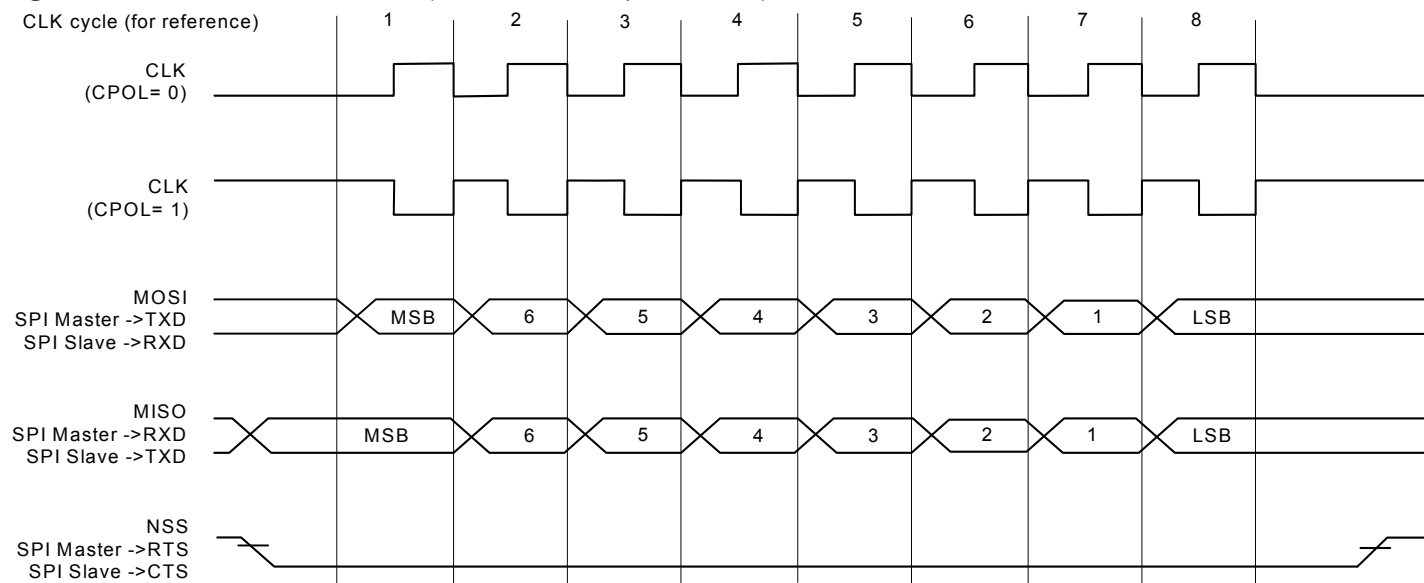 CLK cycle (for reference) 1 2 3 4 5 6 7 8
CLK
(CPOL= 0)
CLK
(CPOL= 1)
MOSI
SPI Master ->TXD
SPI Slave ->RXD
MSB 6 5 4 3 2 1 LSB
MISO
SPI Master ->RXD
SPI Slave ->TXD
MSB 6 5 4 3 2 1 LSB
NSS
SPI Master ->RTS
SPI Slave ->CTS